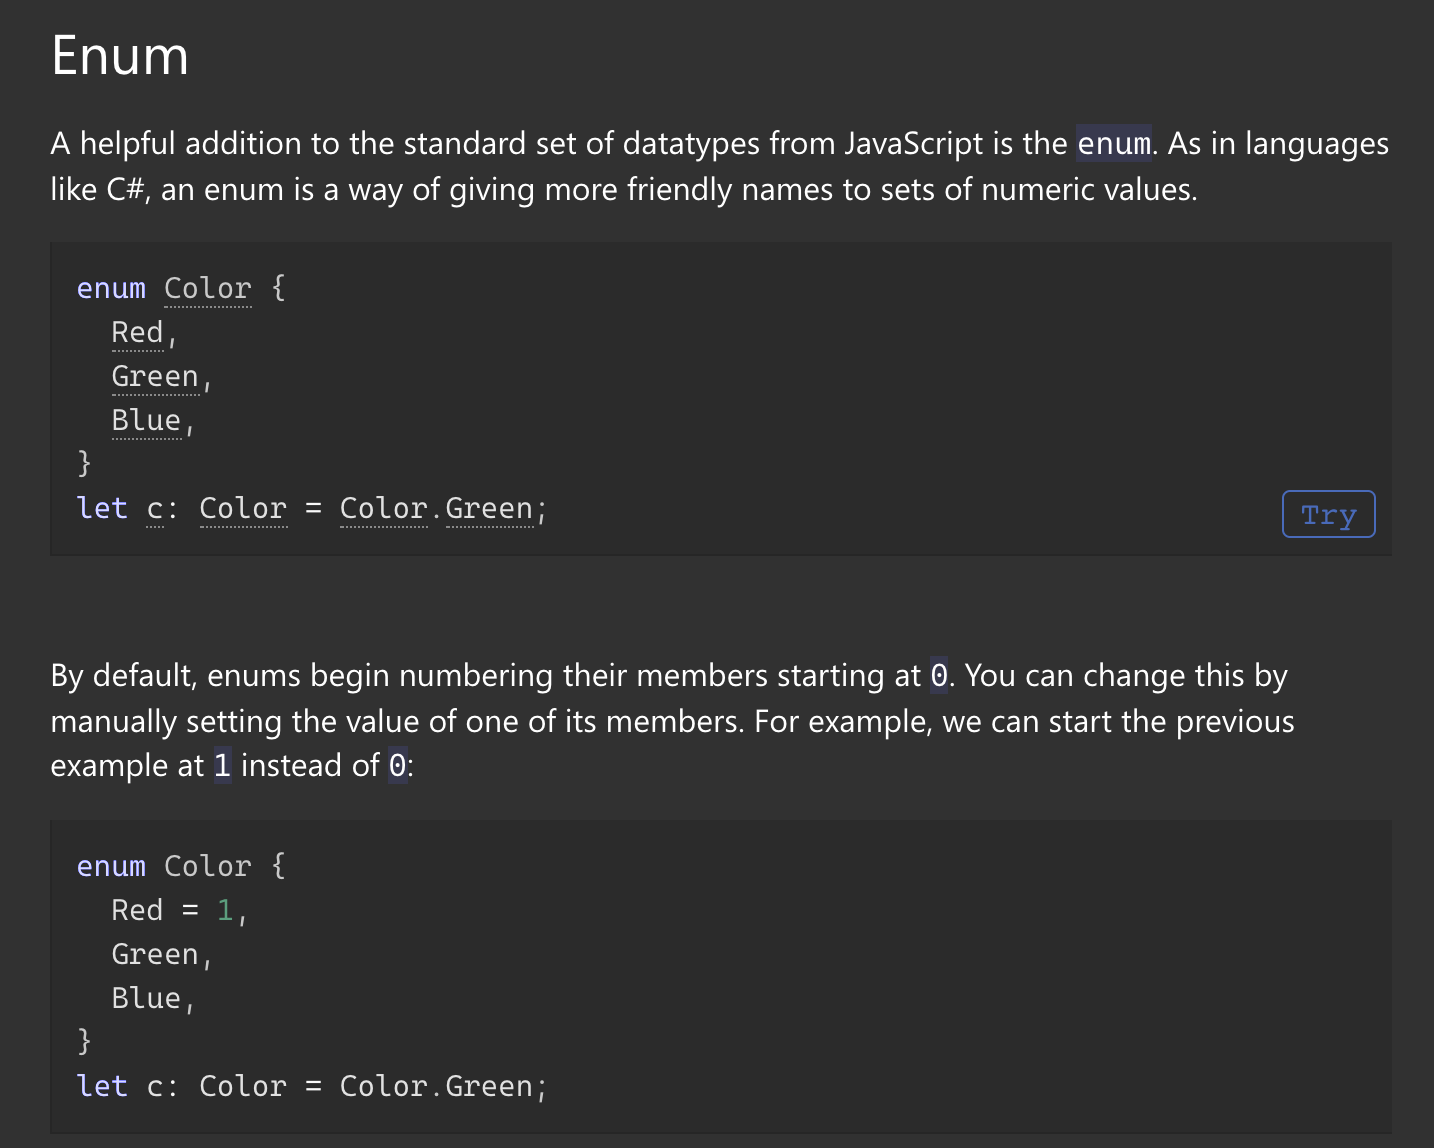 Enum
A helpful addition to the standard set of datatypes from JavaScript is the enum. As in languages
like C#, an enum is a way of giving more friendly names to sets of numeric values.
enum Color {
  Red,
  Green,
  Blue,
}
let c: Color = Color.Green;
Try
By default, enums begin numbering their members starting at 0. You can change this by
manually setting the value of one of its members. For example, we can start the previous
example at 1 instead of 0:
enum Color {
  Red = 1,
  Green,
  Blue,
}
let c: Color = Color.Green;